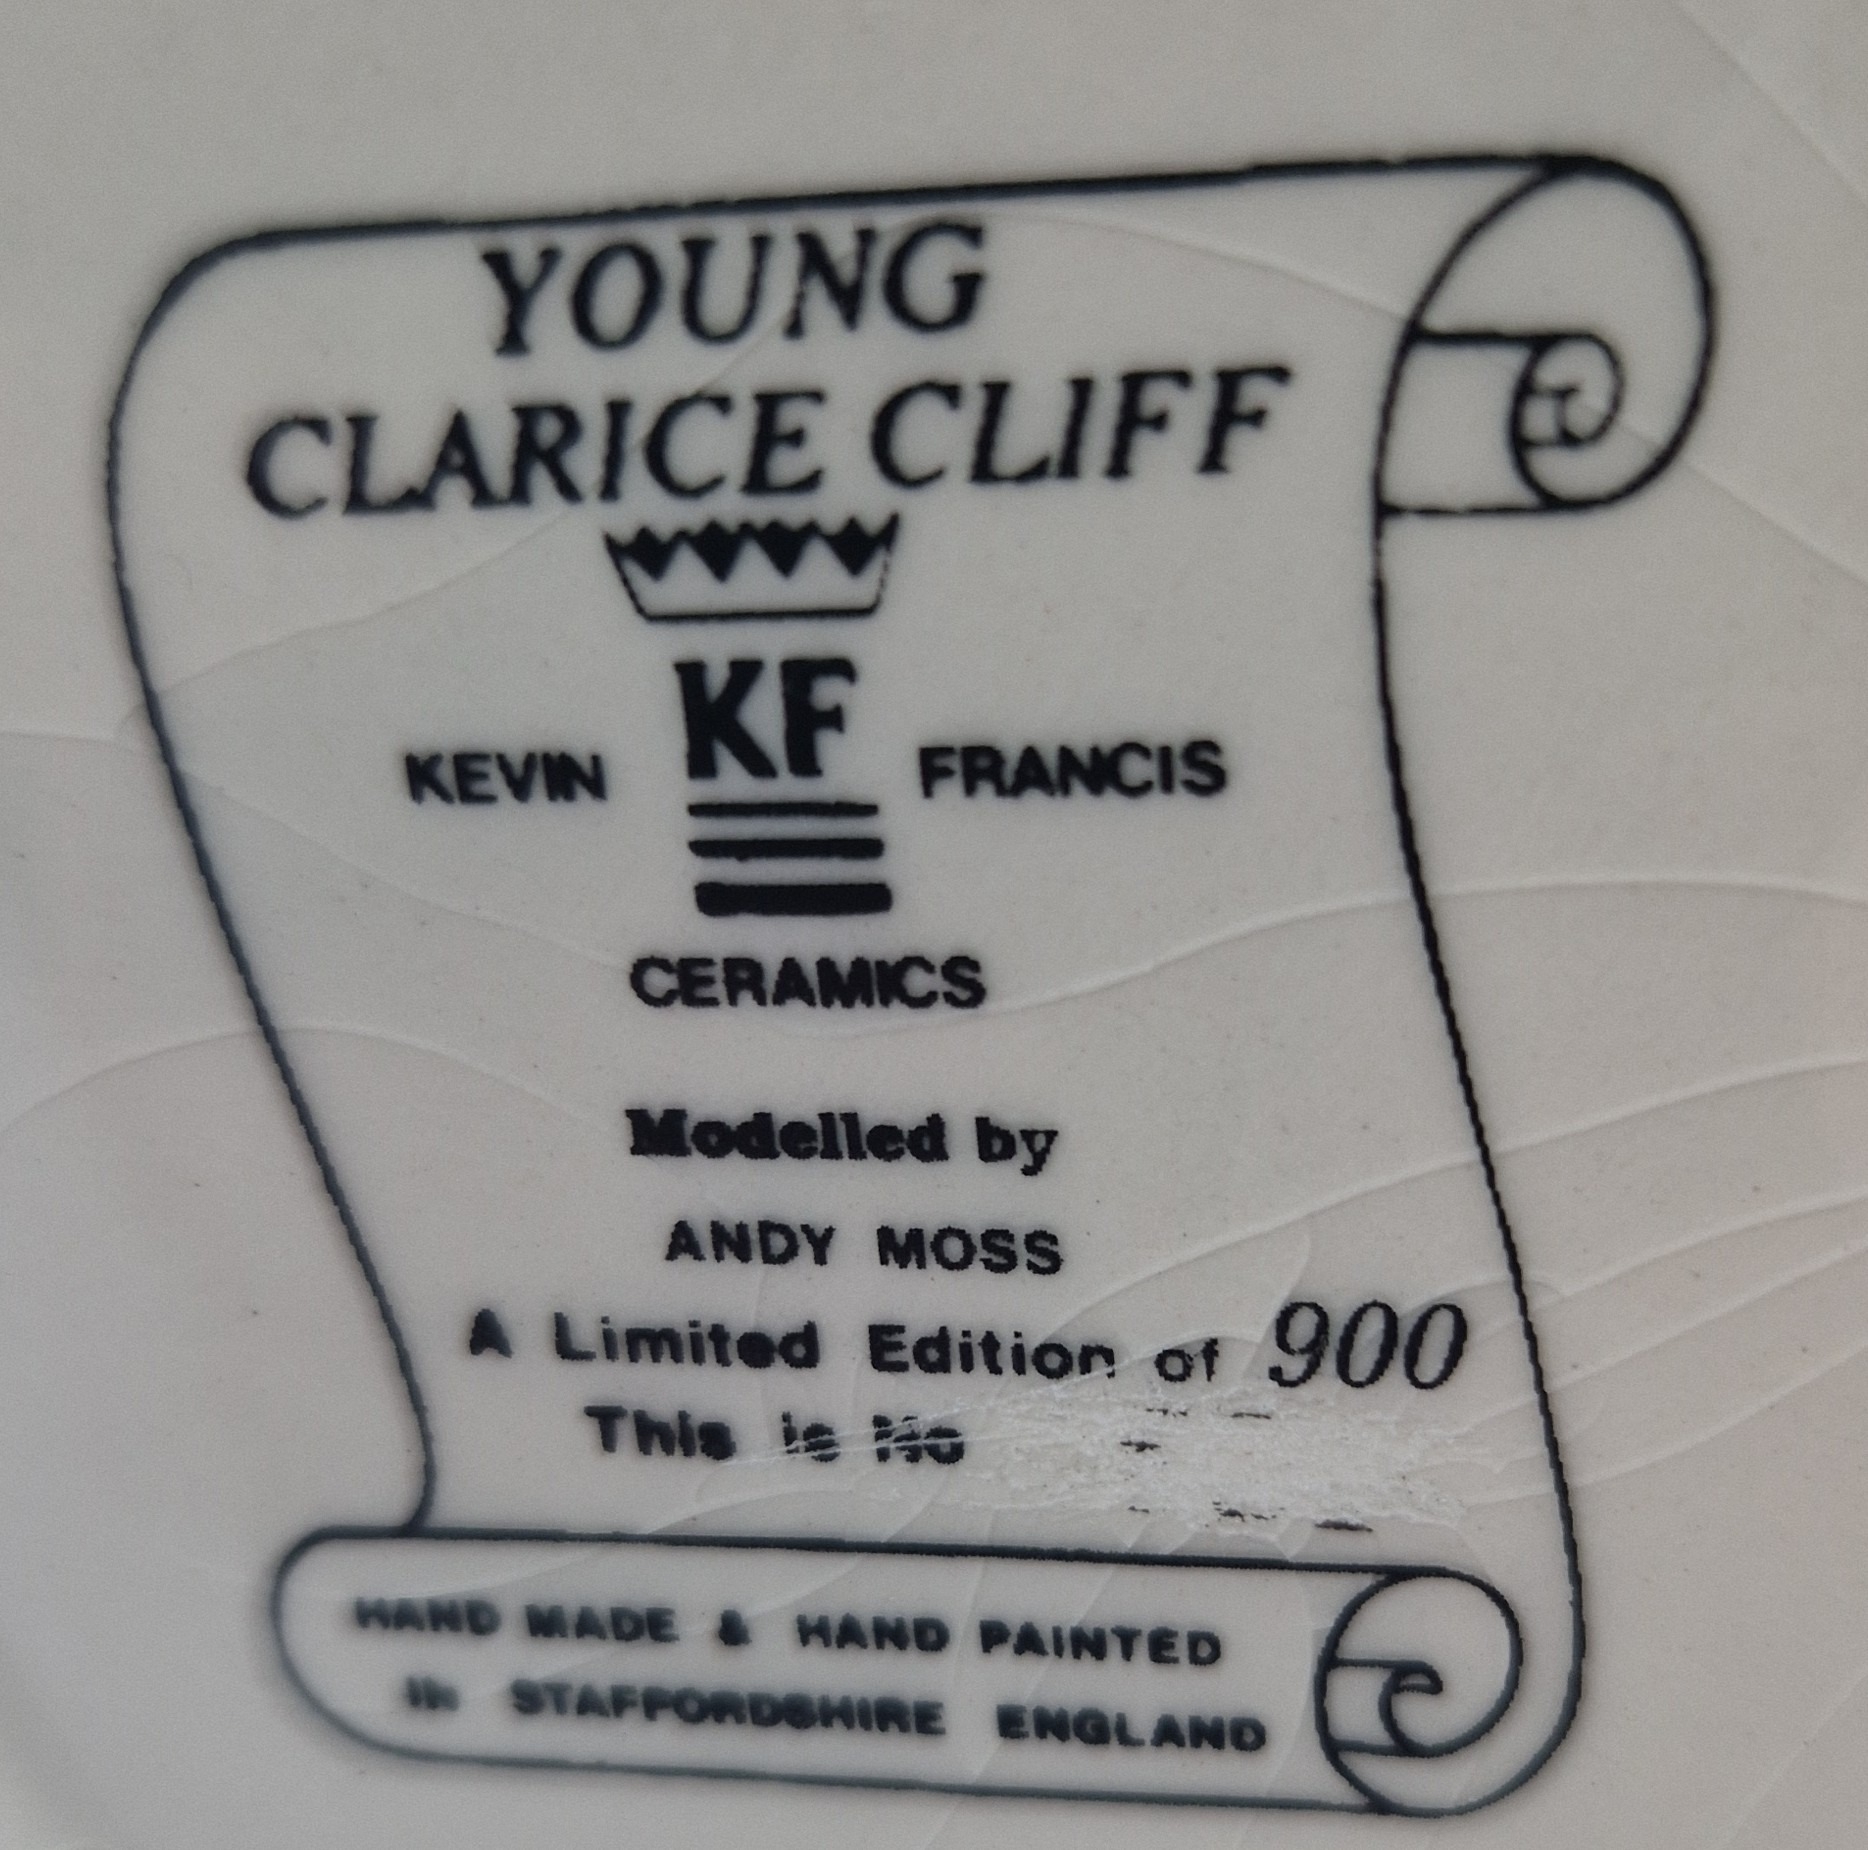 YOUNG
CLARICE CLIFF
KF
KEVIN FRANCIS
CERAMICS
Modelled by
ANDY MOSS
A Limited Edition of 900
This is No
HAND MADE & HAND PAINTED
IN STAFFORDSHIRE ENGLAND